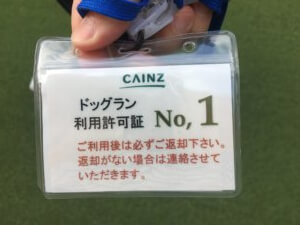 CAINZ
ドッグラン
利用許可証 No, 1
ご利用後は必ずご返却下さい。
返却がない場合は連絡させて
いただきます。